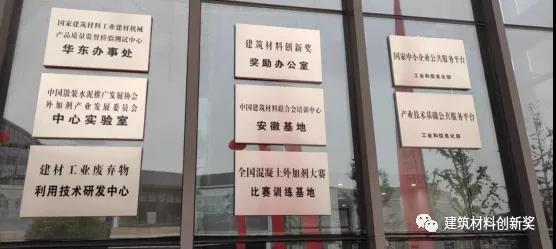 国家建筑材料工业建材机械
产品质量监督检验测试中心
华东办事处
中国散装水泥推广发展协会
外加剂产业发展委员会
中心实验室
建材工业废弃物
利用技术研发中心
建筑材料创新奖
奖励办公室
中国建筑材料联合会培训中心
安徽基地
全国混凝土外加剂大赛
比赛训练基地
国家中小企业公共服务平台
工业和信息化部
产业技术基础公共服务平台
工业和信息化部
建筑材料创新奖